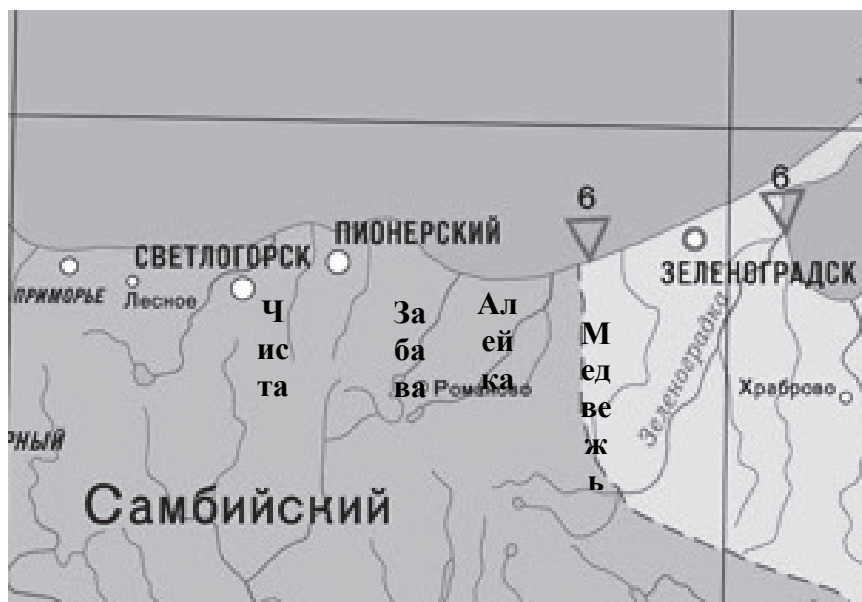 6
6
ПИОНЕРСКИЙ
СВЕТЛОГОРСК
ЗЕЛЕНОГРАДСК
ПРИМОРЬЕ
Лесное
Ч
ис
та
За
ба
ва
Ал
ей
ка
М
ед
ве
ж
ь
Романово
Зеленоградка
Храброво
РНЫЙ
Самбийский